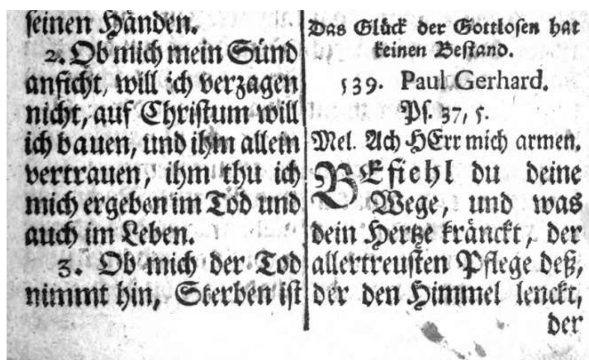 seinen Händen.
2. Ob mich mein Sünd
anficht, will ich verzagen
nicht, auf Christum will
ich bauen, und ihm allein
vertrauen, ihm thu ich
mich ergeben im Tod und
auch im Leben.
3. Ob mich der Tod
nimmt hin, Sterben ist
Das Glück der Gottlosen hat
keinen Bestand.
539. Paul Gerhard.
Ps. 37, 5.
Mel. Ach HErr mich armen.
BEfiehl du deine
Wege, und was
dein Hertze kränckt, der
allertreusten Pflege deß,
der den Himmel lenckt,
der